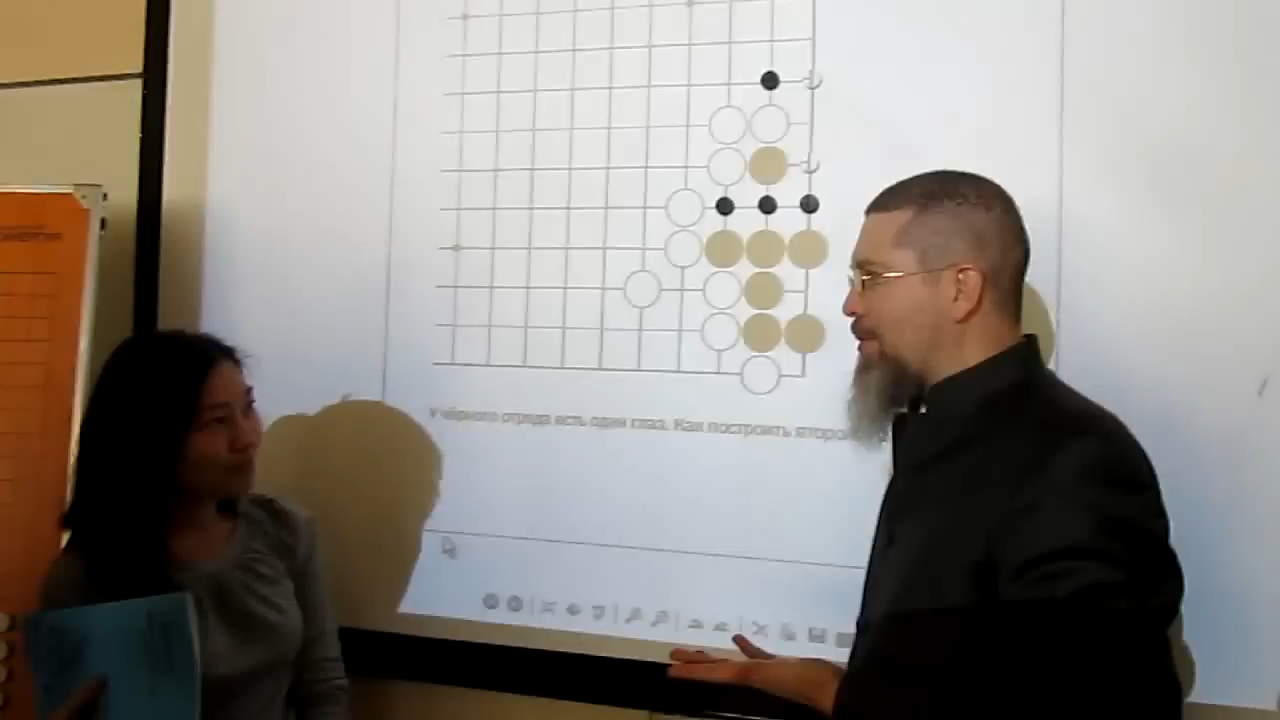 У чёрного отряда есть один глаз. Как построить второй